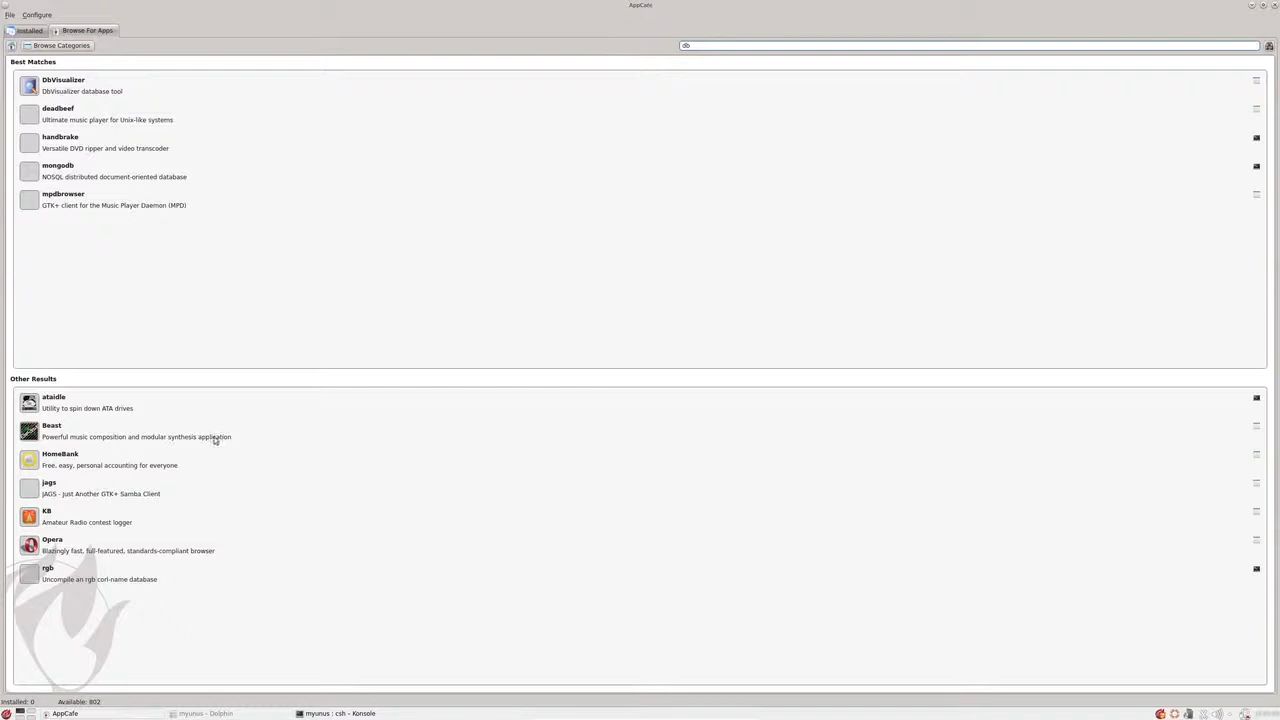 AppCafe
File Configure
Installed Browse For Apps
Browse Categories db
Best Matches
DbVisualizer
DbVisualizer database tool
deadbeef
Ultimate music player for Unix-like systems
handbrake
Versatile DVD ripper and video transcoder
mongodb
NOSQL distributed document-oriented database
mpdbrowser
GTK+ client for the Music Player Daemon (MPD)
Other Results
ataidle
Utility to spin down ATA drives
Beast
Powerful music composition and modular synthesis application
HomeBank
Free, easy, personal accounting for everyone
jags
JAGS - Just Another GTK+ Samba Client
KB
Amateur Radio contest logger
Opera
Blazingly fast, full-featured, standards-compliant browser
rgb
Uncompile an rgb corl-name database
Installed: 0 Available: 802
AppCafe myunus – Dolphin myunus : csh – Konsole